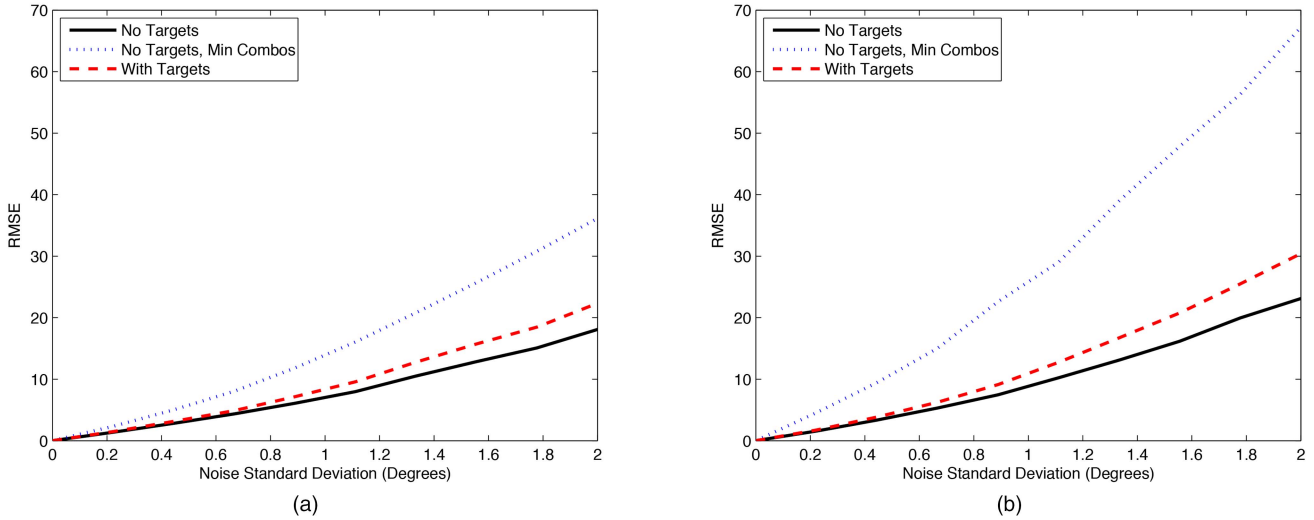 70
60
50
40
30
20
10
0
RMSE
No Targets
No Targets, Min Combos
With Targets
0 0.2 0.4 0.6 0.8 1 1.2 1.4 1.6 1.8 2
Noise Standard Deviation (Degrees)
(a)
70
60
50
40
30
20
10
0
RMSE
No Targets
No Targets, Min Combos
With Targets
0 0.2 0.4 0.6 0.8 1 1.2 1.4 1.6 1.8 2
Noise Standard Deviation (Degrees)
(b)